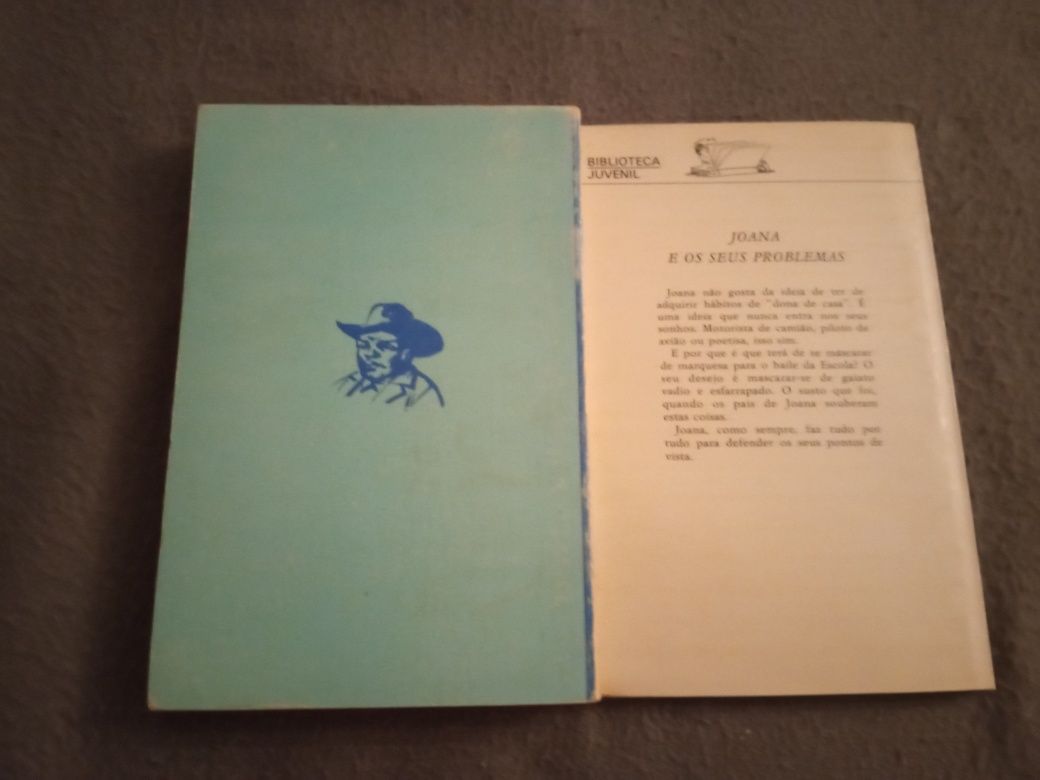 BIBLIOTECA
JUVENIL
JOANA
E OS SEUS PROBLEMAS
Joana não gosta da ideia de ter de
adquirir hábitos de "dona de casa". É
uma ideia que nunca entra nos seus
sonhos. Motorista de camião, piloto de
avião ou poetisa, isso sim.
E por que é que terá de se mascarar
de marquesa para o baile da Escola? O
seu desejo é mascarar-se de gaiato
vadio e esfarrapado. O susto que foi,
quando os pais de Joana souberam
estas coisas.
Joana, como sempre, faz tudo por
tudo para defender os seus pontos de
vista.